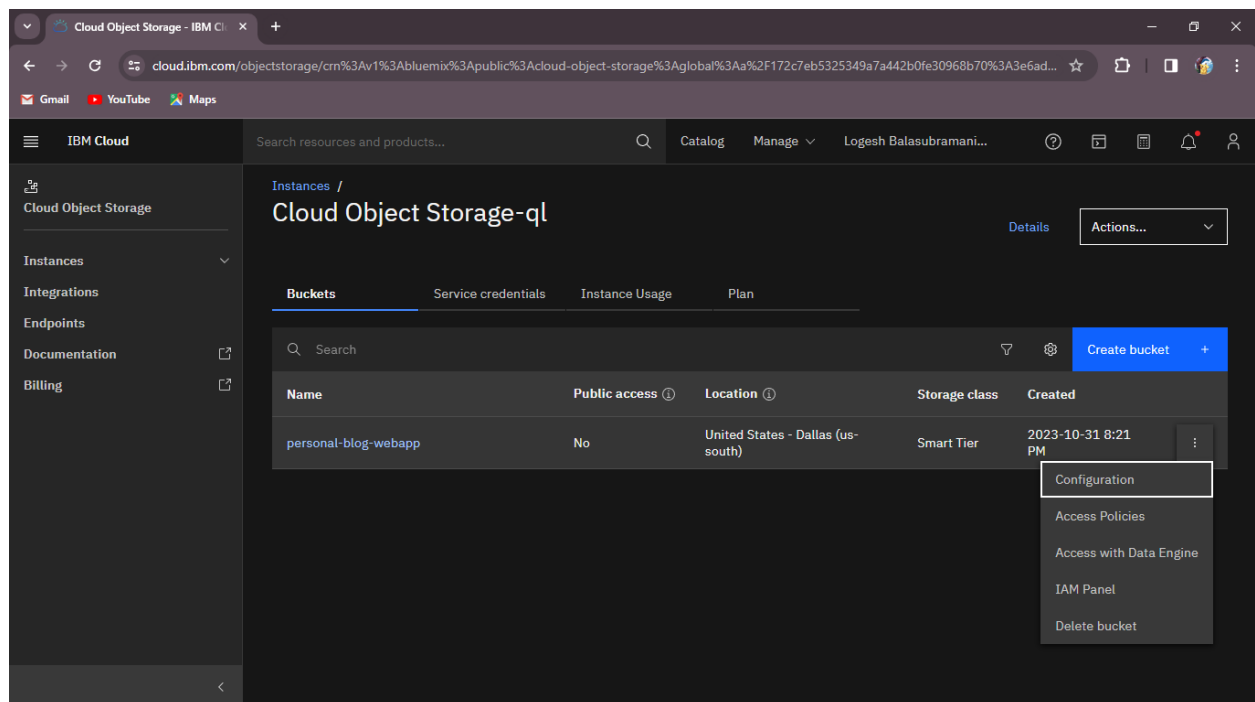 Cloud Object Storage - IBM Cl
cloud.ibm.com/objectstorage/crn%3Av1%3Abluemix%3Apublic%3Acloud-object-storage%3Aglobal%3Aa%2F172c7eb5325349a7a442b0fe30968b70%3A3e6ad...
Gmail YouTube Maps
IBM Cloud Search resources and products... Catalog Manage Logesh Balasubramani...
Cloud Object Storage
Instances
Integrations
Endpoints
Documentation
Billing
Instances /
Cloud Object Storage-ql
Details Actions...
Buckets Service credentials Instance Usage Plan
Search Create bucket +
Name Public access Location Storage class Created
personal-blog-webapp No United States - Dallas (us-south) Smart Tier 2023-10-31 8:21 PM
Configuration
Access Policies
Access with Data Engine
IAM Panel
Delete bucket